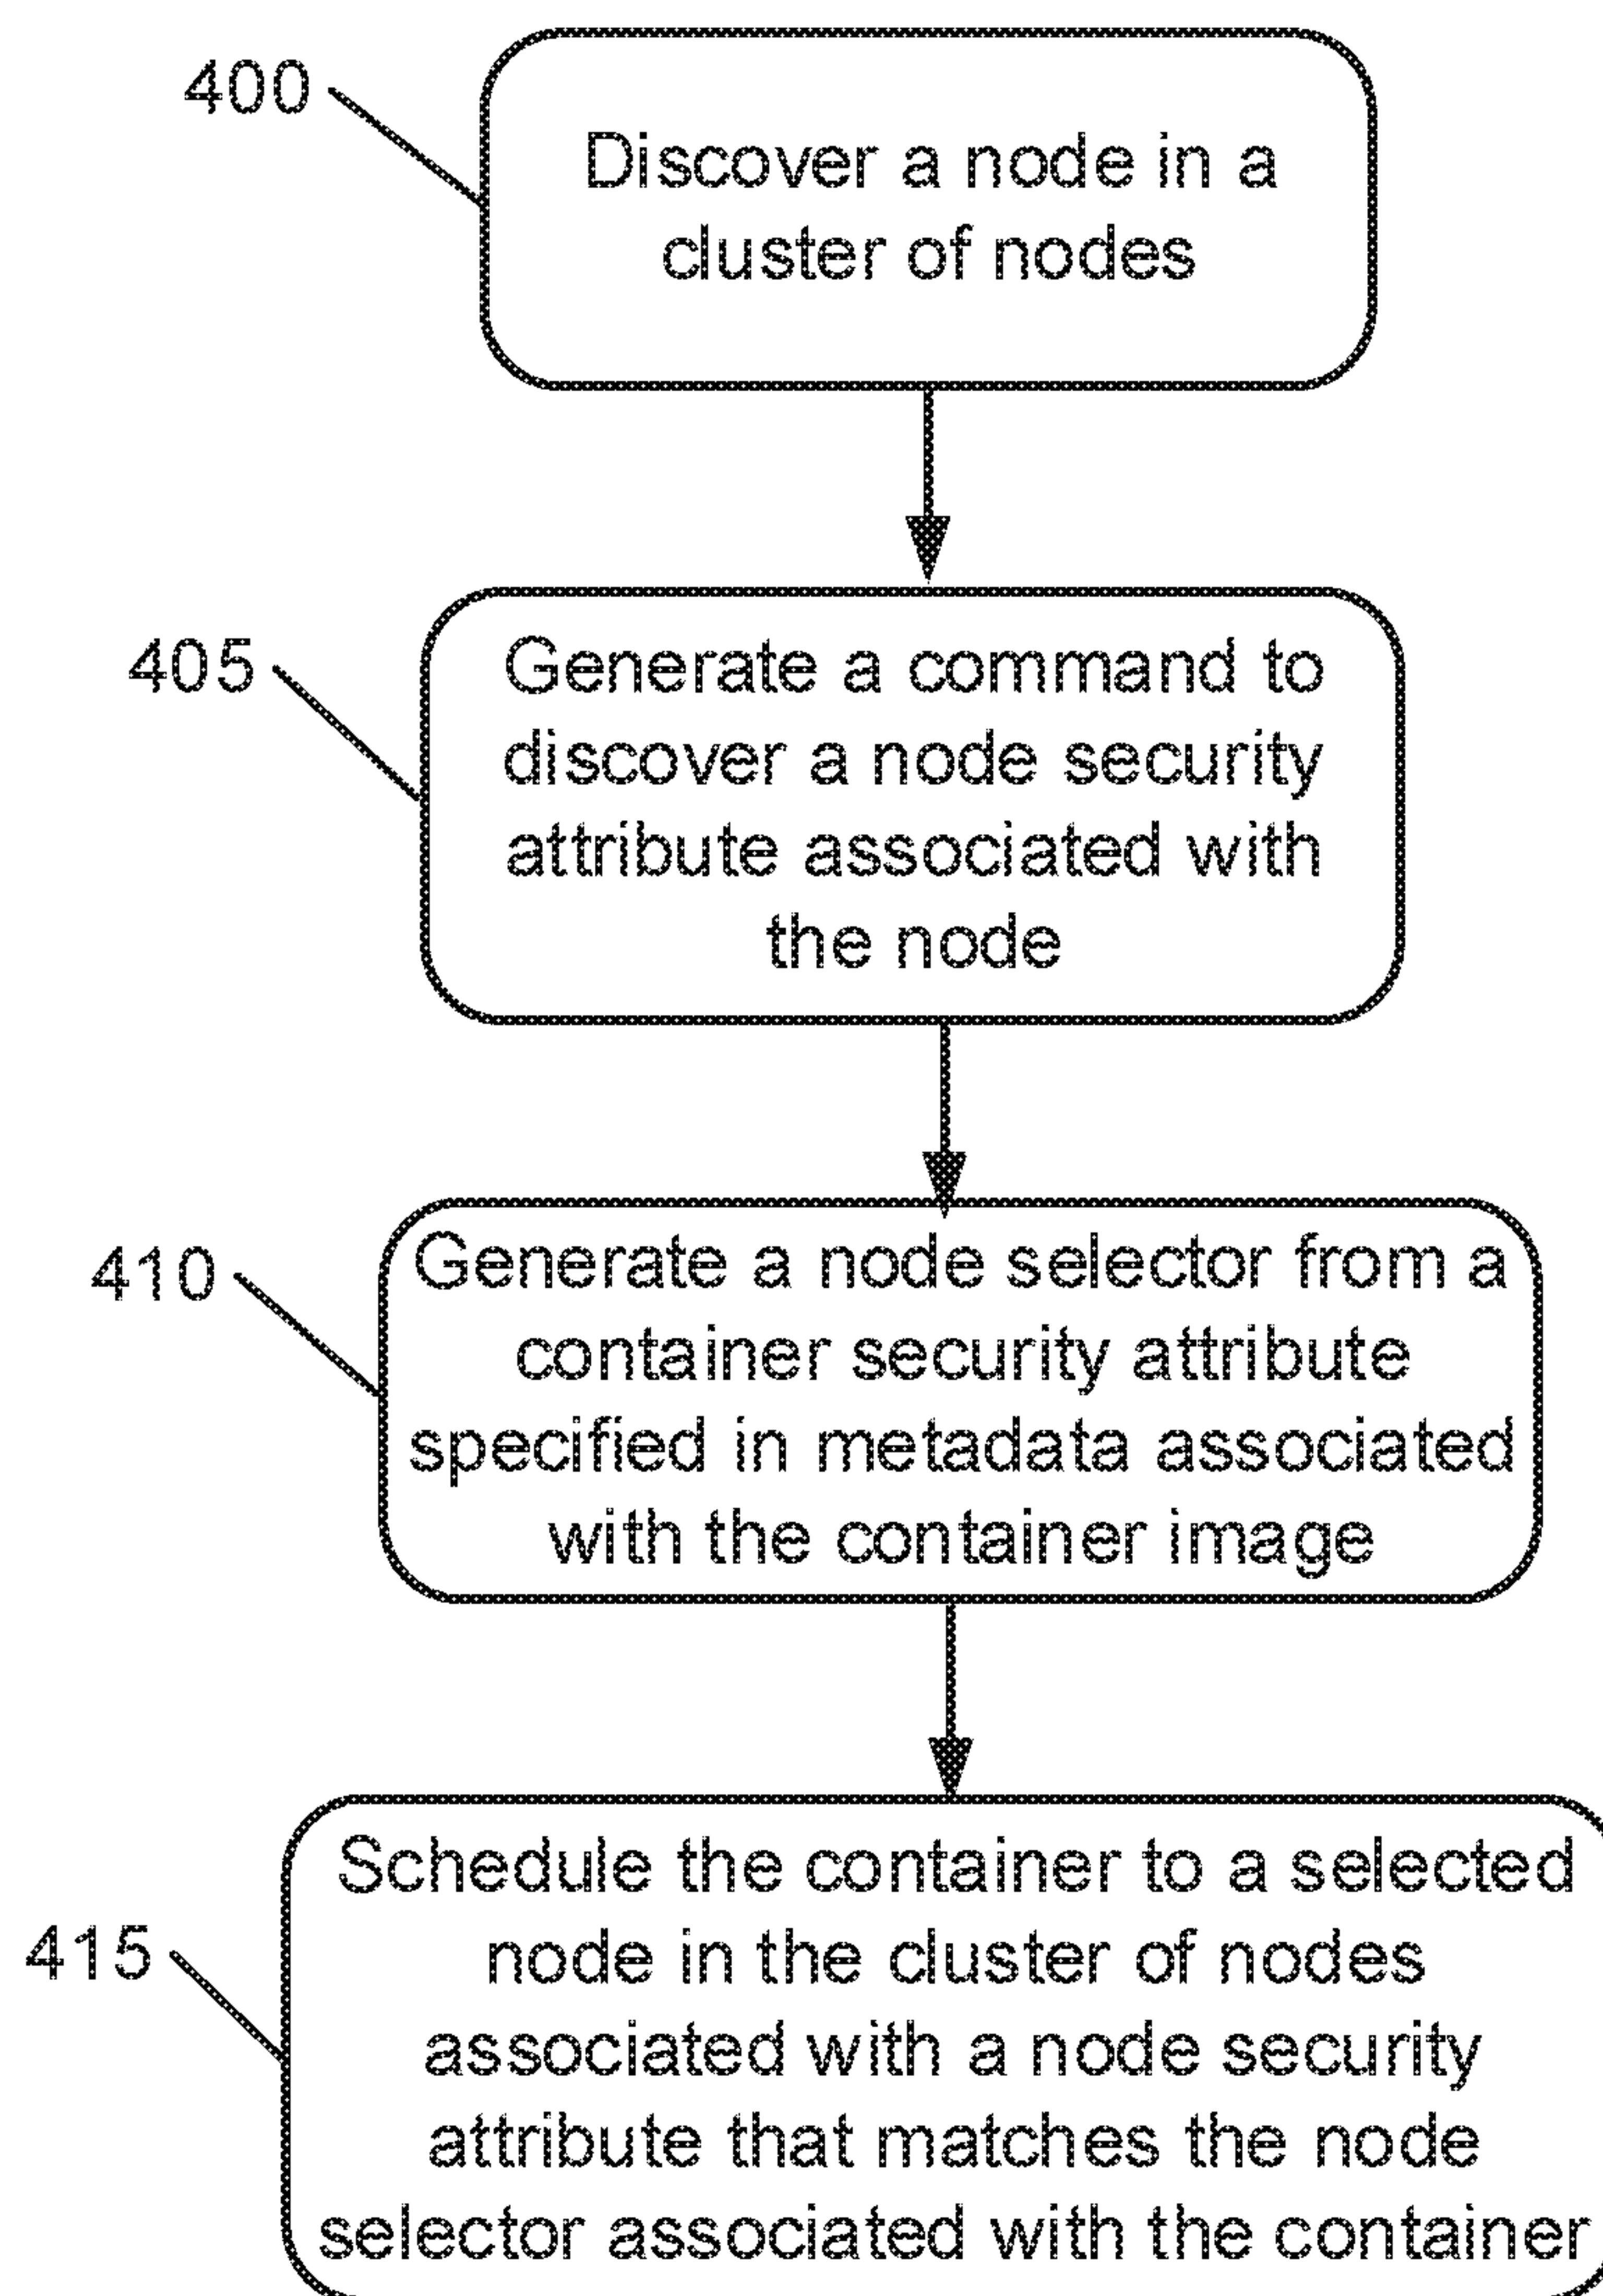 400
Discover a node in a
cluster of nodes
405
Generate a command to
discover a node security
attribute associated with
the node
410
Generate a node selector from a
container security attribute
specified in metadata associated
with the container image
415
Schedule the container to a selected
node in the cluster of nodes
associated with a node security
attribute that matches the node
selector associated with the container